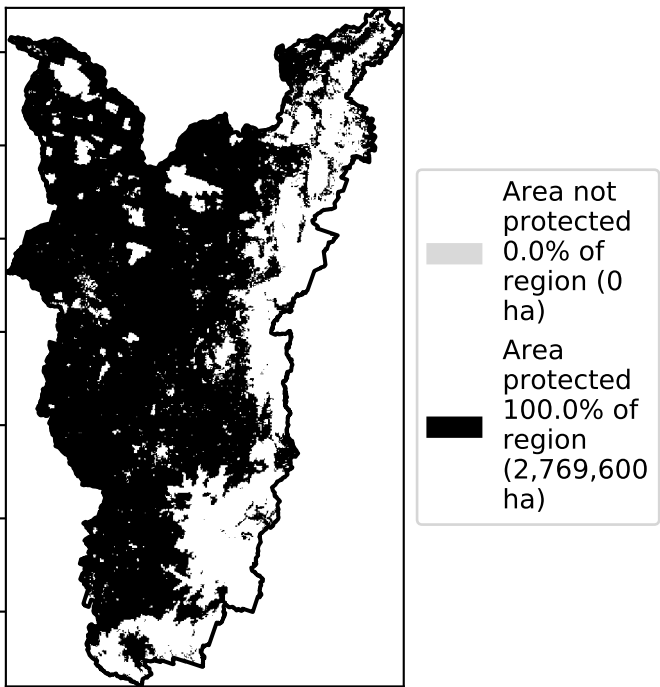 Area not
protected
0.0% of
region (0
ha)
Area
protected
100.0% of
region
(2,769,600
ha)